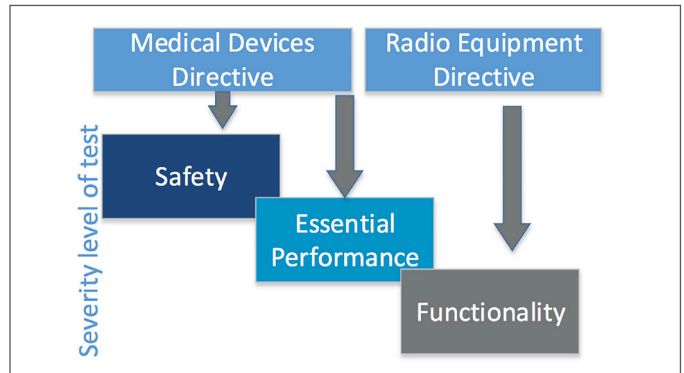 Medical Devices
Directive
Radio Equipment
Directive
Severity level of test
Safety
Essential
Performance
Functionality